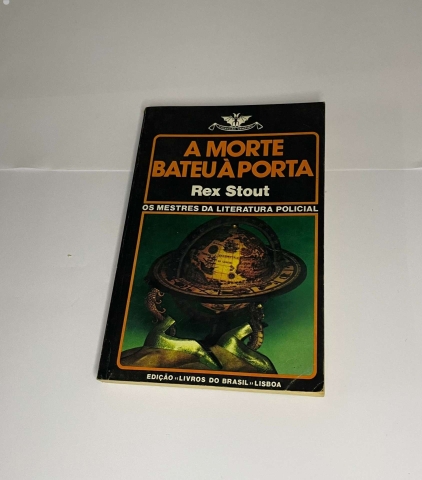 A MORTE
BATEU À PORTA
Rex Stout
OS MESTRES DA LITERATURA POLICIAL
EDIÇÃO «LIVROS DO BRASIL» LISBOA